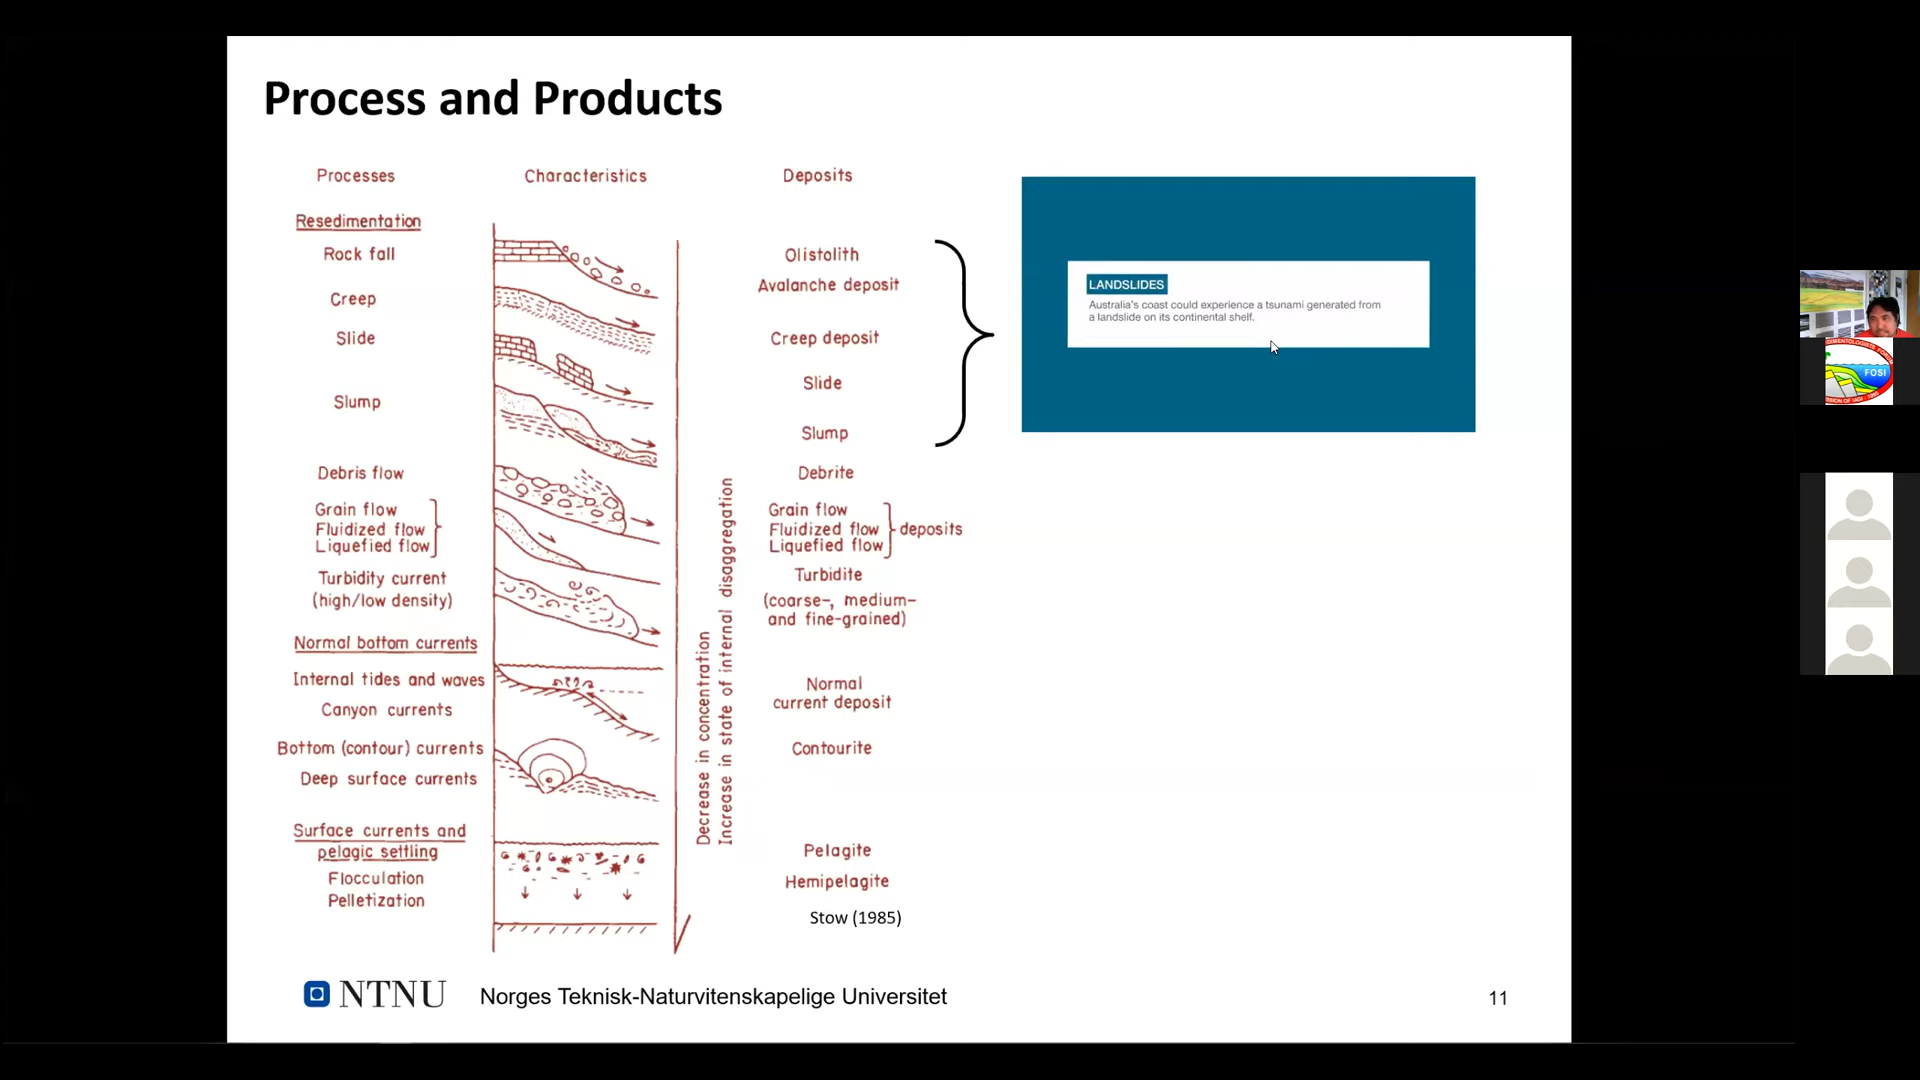 Process and Products
Processes
Characteristics
Deposits
Resedimentation
Rock fall
Creep
Slide
Slump
Debris flow
Grain flow
Fluidized flow
Liquefied flow
Turbidity current
(high/low density)
Normal bottom currents
Internal tides and waves
Canyon currents
Bottom (contour) currents
Deep surface currents
Surface currents and
pelagic settling
Flocculation
Pelletization
Decrease in concentration
Increase in state of internal disaggregation
Olistolith
Avalanche deposit
Creep deposit
Slide
Slump
Debrite
Grain flow
Fluidized flow
Liquefied flow
deposits
Turbidite
(coarse-, medium-
and fine-grained)
Normal
current deposit
Contourite
Pelagite
Hemipelagite
Stow (1985)
LANDSLIDES
Australia's coast could experience a tsunami generated from
a landslide on its continental shelf.
FOSI
NTNU
Norges Teknisk-Naturvitenskapelige Universitet
11